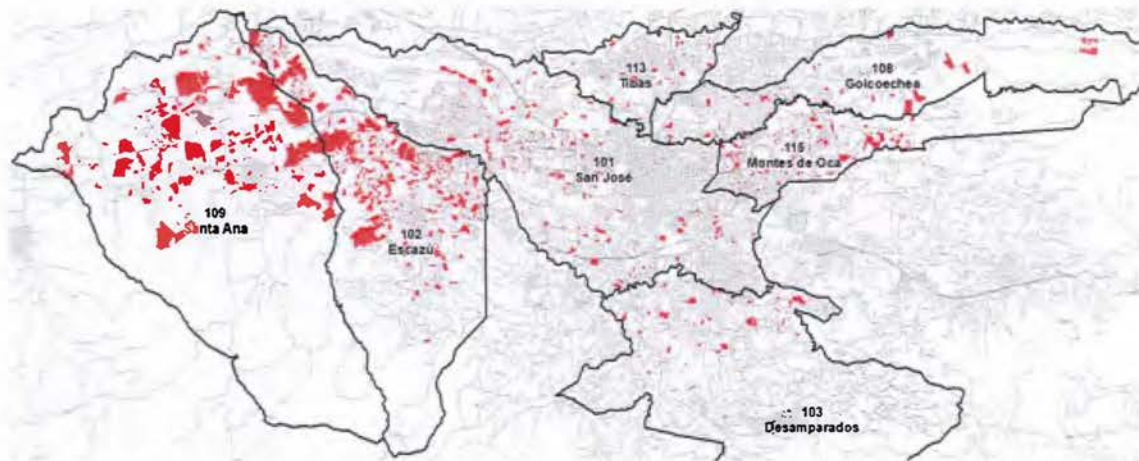 113
Tibás
108
Goicoechea
115
Montes de Oca
101
San José
109
Santa Ana
102
Escazú
103
Desamparados